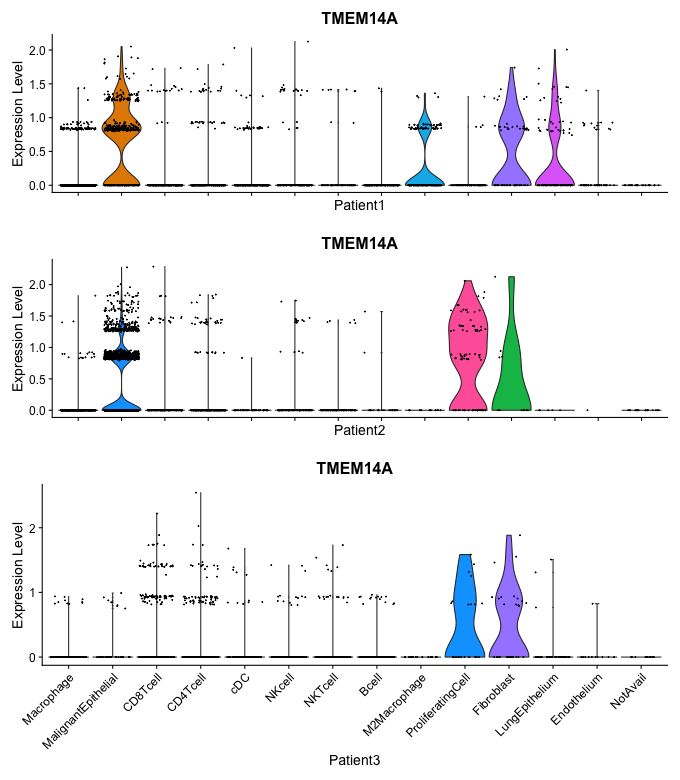 TMEM14A
Expression Level
2.0
1.5
1.0
0.5
0.0
Patient1
TMEM14A
Expression Level
2.0
1.5
1.0
0.5
0.0
Patient2
TMEM14A
Expression Level
2
1
0
Macrophage
MalignantEpithelial
CD8Tcell
CD4Tcell
cDC
NKcell
NKTcell
Bcell
M2Macrophage
ProliferatingCell
Fibroblast
LungEpithelium
Endothelium
NotAvail
Patient3